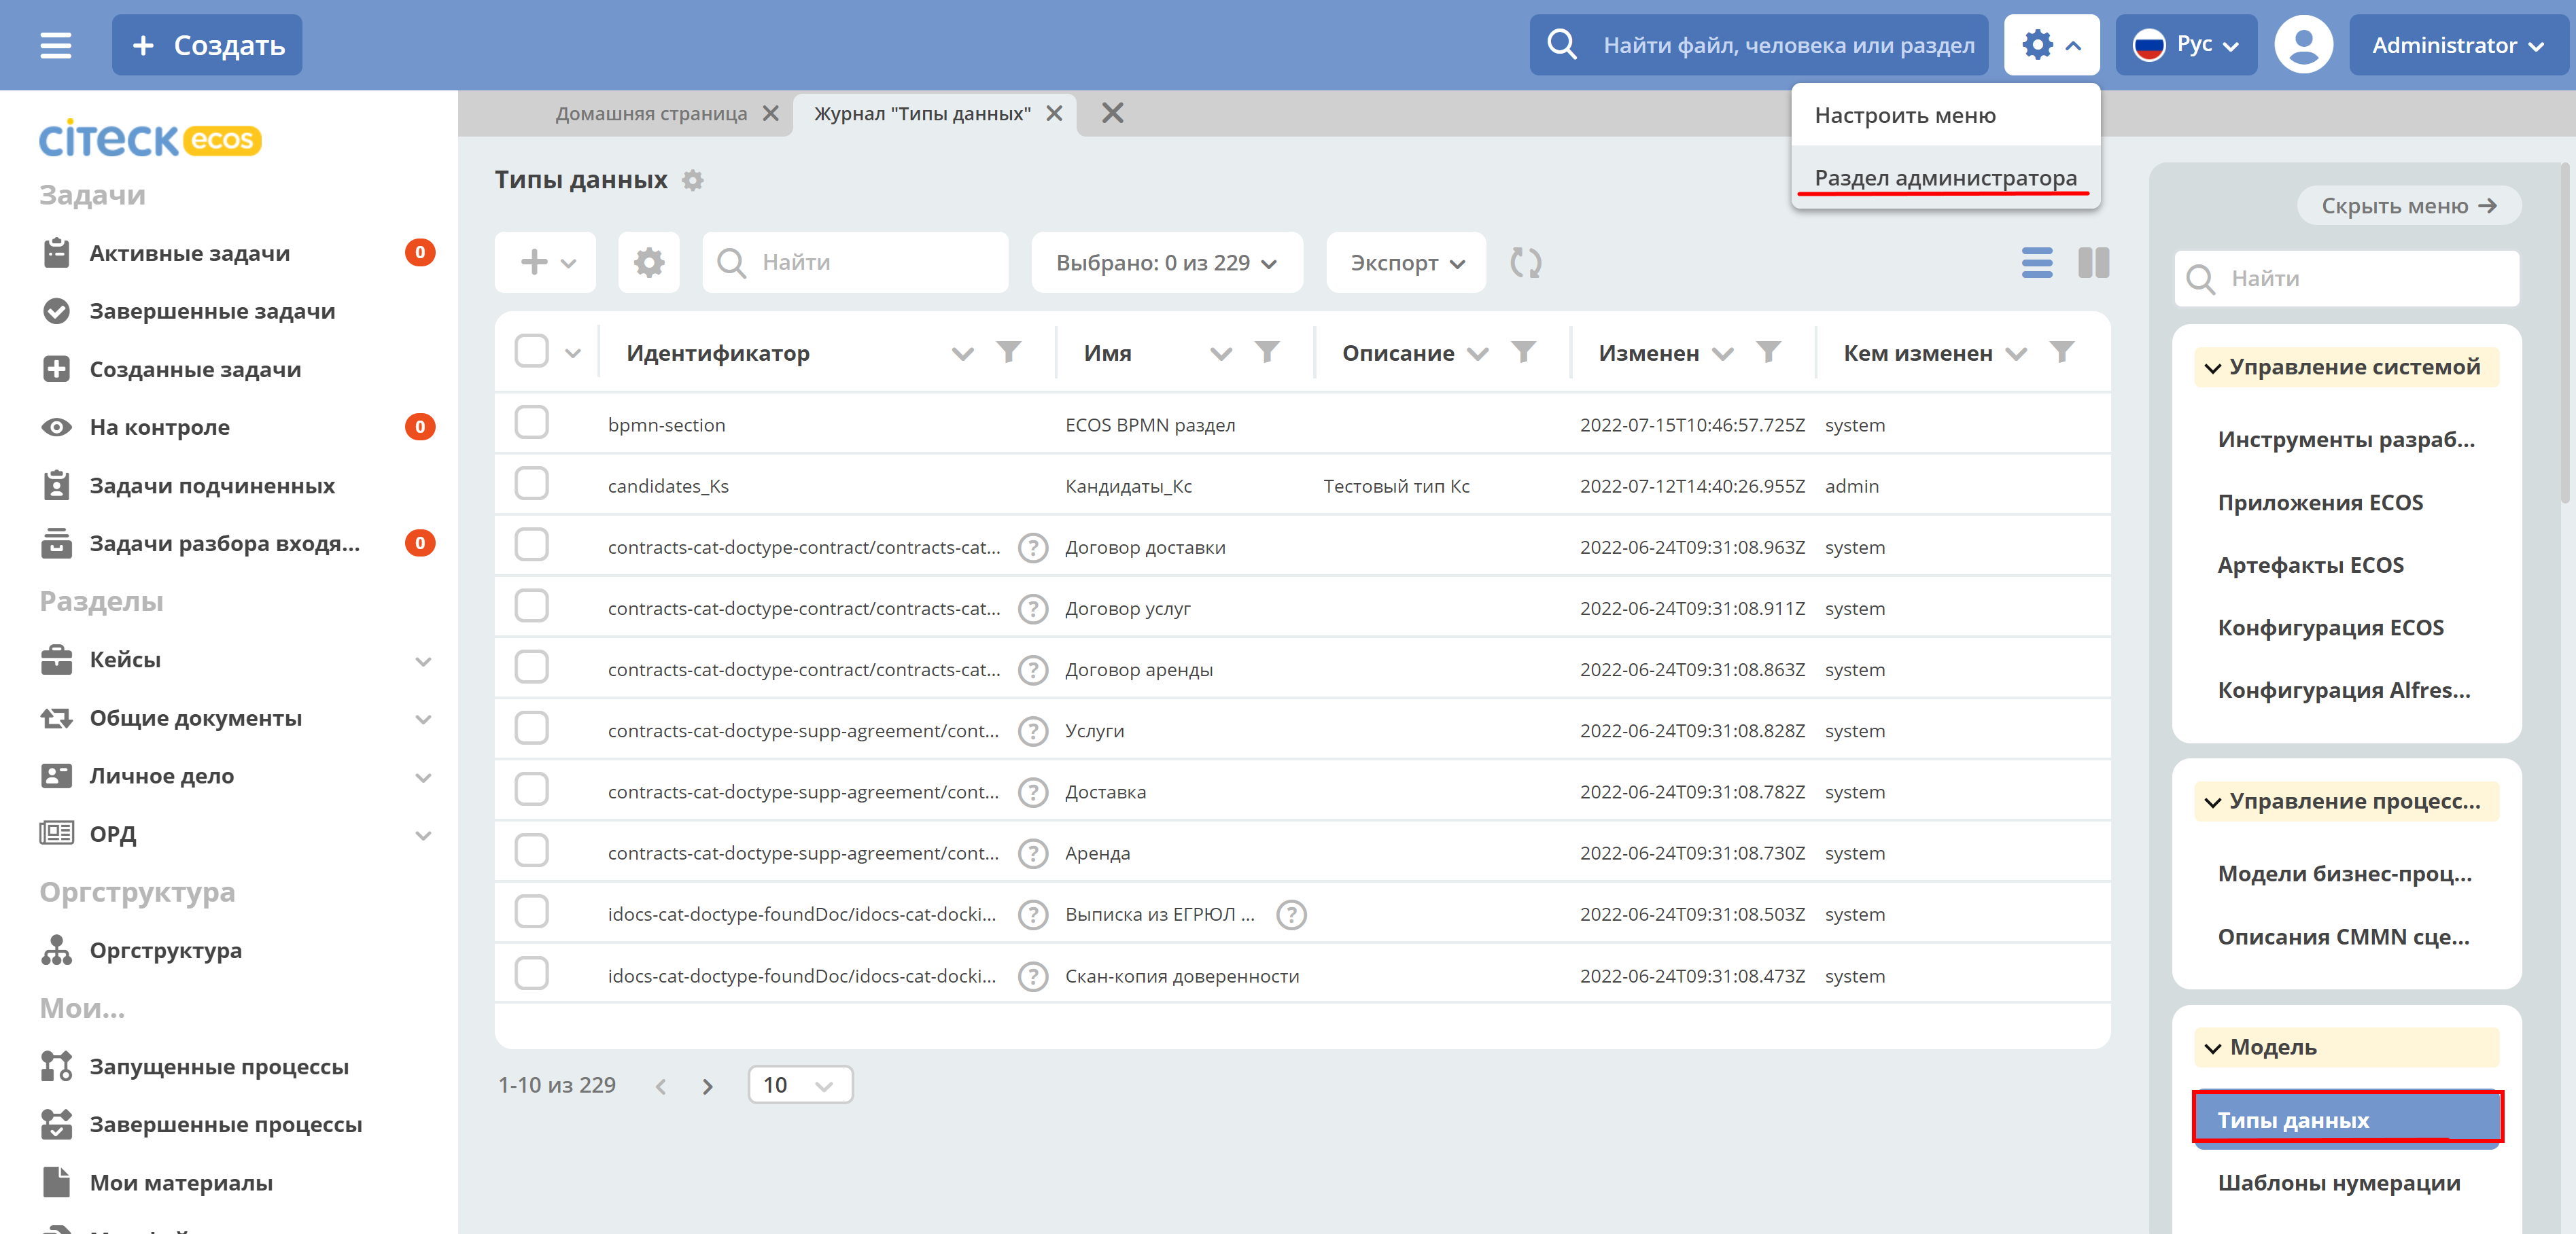 Создать
Найти файл, человека или раздел
Рус
Administrator
Настроить меню
Раздел администратора
Домашняя страница
Журнал "Типы данных"
citeck ecos
Задачи
Активные задачи 0
Завершенные задачи
Созданные задачи
На контроле 0
Задачи подчиненных
Задачи разбора входя... 0
Разделы
Кейсы
Общие документы
Личное дело
ОРД
Оргструктура
Оргструктура
Мои...
Запущенные процессы
Завершенные процессы
Мои материалы
Типы данных
Найти
Выбрано: 0 из 229
Экспорт
Идентификатор Имя Описание Изменен Кем изменен
bpmn-section ECOS BPMN раздел 2022-07-15T10:46:57.725Z system
candidates_Ks Кандидаты_Кс Тестовый тип Кс 2022-07-12T14:40:26.955Z admin
contracts-cat-doctype-contract/contracts-cat... ? Договор доставки 2022-06-24T09:31:08.963Z system
contracts-cat-doctype-contract/contracts-cat... ? Договор услуг 2022-06-24T09:31:08.911Z system
contracts-cat-doctype-contract/contracts-cat... ? Договор аренды 2022-06-24T09:31:08.863Z system
contracts-cat-doctype-supp-agreement/cont... ? Услуги 2022-06-24T09:31:08.828Z system
contracts-cat-doctype-supp-agreement/cont... ? Доставка 2022-06-24T09:31:08.782Z system
contracts-cat-doctype-supp-agreement/cont... ? Аренда 2022-06-24T09:31:08.730Z system
idocs-cat-doctype-foundDoc/idocs-cat-docki... ? Выписка из ЕГРЮЛ ... ? 2022-06-24T09:31:08.503Z system
idocs-cat-doctype-foundDoc/idocs-cat-docki... ? Скан-копия доверенности 2022-06-24T09:31:08.473Z system
1-10 из 229
10
Скрыть меню →
Найти
Управление системой
Инструменты разраб...
Приложения ECOS
Артефакты ECOS
Конфигурация ECOS
Конфигурация Alfres...
Управление процесс...
Модели бизнес-проц...
Описания CMMN сце...
Модель
Типы данных
Шаблоны нумерации